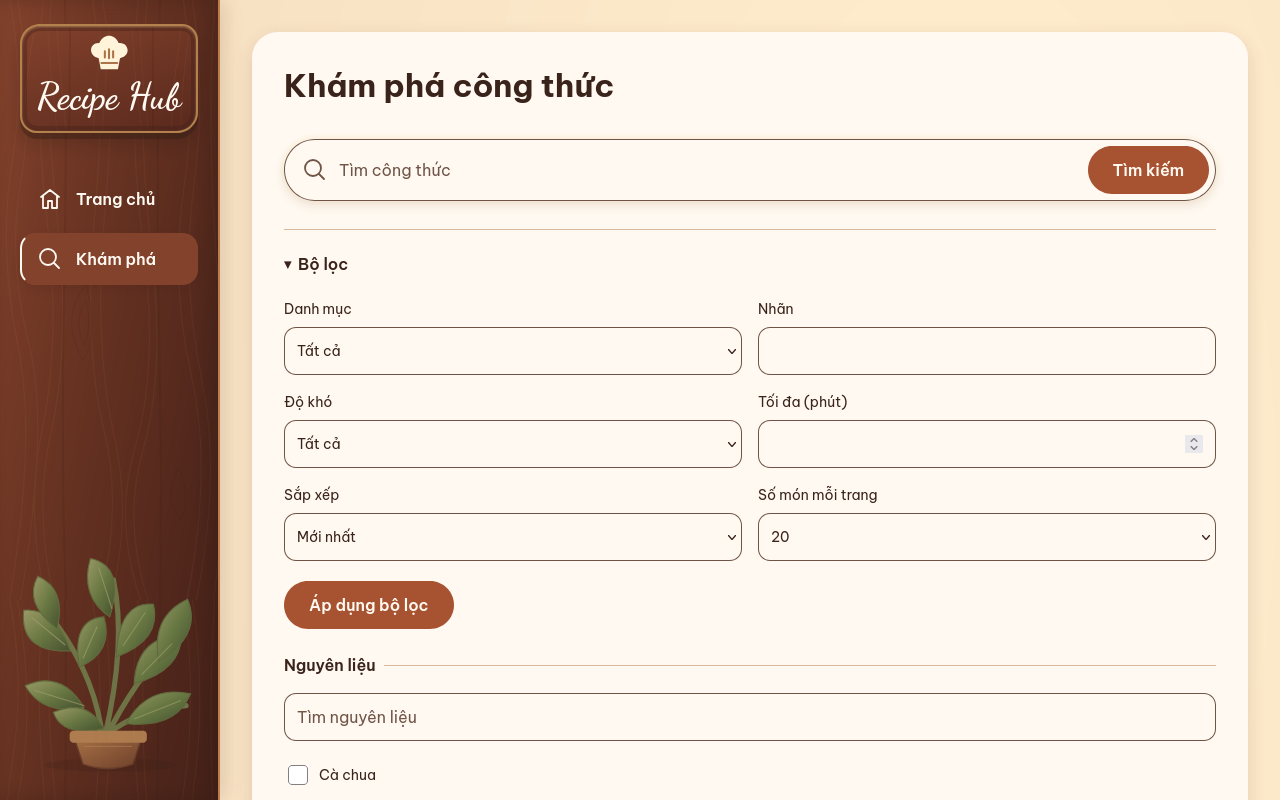 Recipe Hub
Trang chủ
Khám phá
Khám phá công thức
Tìm công thức
Tìm kiếm
▾ Bộ lọc
Danh mục
Nhãn
Tất cả
Độ khó
Tối đa (phút)
Tất cả
Sắp xếp
Số món mỗi trang
Mới nhất
20
Áp dụng bộ lọc
Nguyên liệu
Tìm nguyên liệu
Cà chua